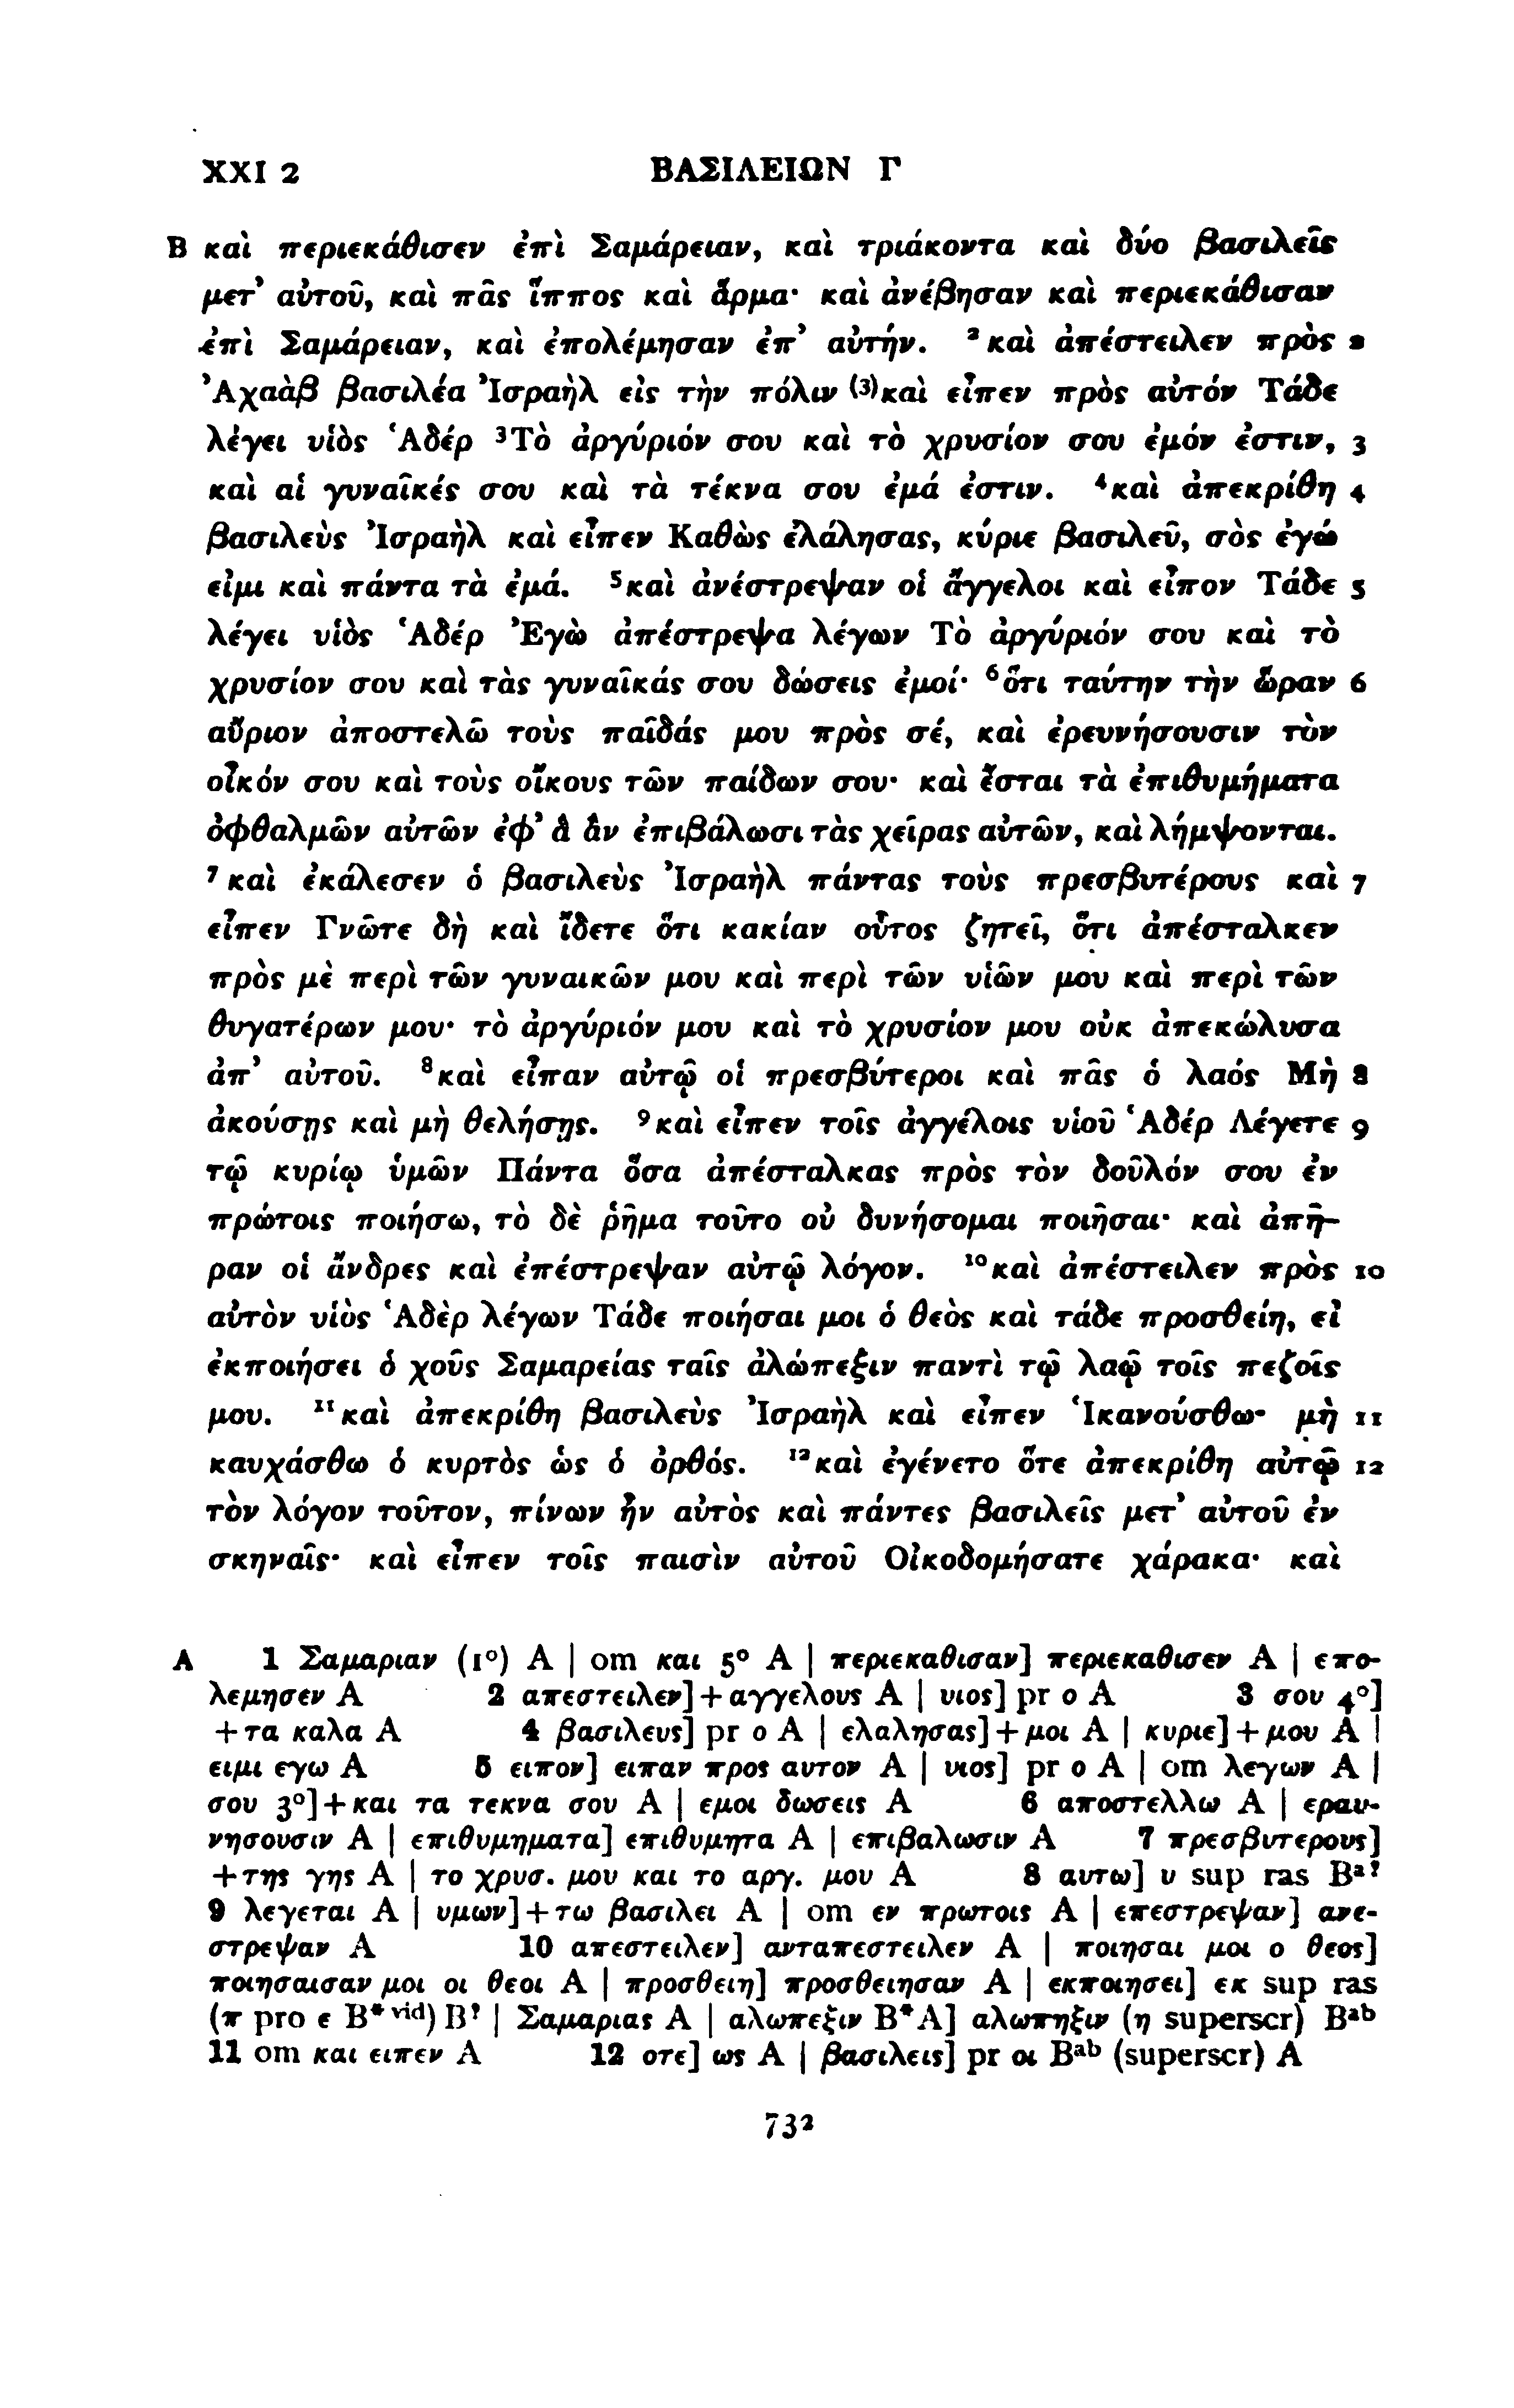 XXI 2 ΒΑΣΙΛΕΙΩΝ Γ
B καὶ περιεκάθισεν ἐπὶ Σαμάρειαν, καὶ τριάκοντα καὶ δύο βασιλεῖς
μετ’ αὐτοῦ, καὶ πᾶς ἵππος καὶ ἅρμα· καὶ ἀνέβησαν καὶ περιεκάθισαν
ἐπὶ Σαμάρειαν, καὶ ἐπολέμησαν ἐπ’ αὐτήν. ²καὶ ἀπέστειλεν πρὸς 2
Ἀχαὰβ βασιλέα Ἰσραὴλ εἰς τὴν πόλιν ⁽³⁾καὶ εἶπεν πρὸς αὐτόν Τάδε
λέγει υἱὸς Ἁδέρ ³Τὸ ἀργύριόν σου καὶ τὸ χρυσίον σου ἐμόν ἐστιν, 3
καὶ αἱ γυναῖκές σου καὶ τὰ τέκνα σου ἐμά ἐστιν. ⁴καὶ ἀπεκρίθη 4
βασιλεὺς Ἰσραὴλ καὶ εἶπεν Καθὼς ἐλάλησας, κύριε βασιλεῦ, σὸς ἐγώ
εἰμι καὶ πάντα τὰ ἐμά. ⁵καὶ ἀνέστρεψαν οἱ ἄγγελοι καὶ εἶπον Τάδε 5
λέγει υἱὸς Ἁδέρ Ἐγὼ ἀπέστρεψα λέγων Τὸ ἀργύριόν σου καὶ τὸ
χρυσίον σου καὶ τὰς γυναῖκάς σου δώσεις ἐμοί· ⁶ὅτι ταύτην τὴν ὥραν 6
αὔριον ἀποστελῶ τοὺς παῖδάς μου πρὸς σέ, καὶ ἐρευνήσουσιν τὸν
οἶκόν σου καὶ τοὺς οἴκους τῶν παίδων σου· καὶ ἔσται τὰ ἐπιθυμήματα
ὀφθαλμῶν αὐτῶν ἐφ’ ἃ ἂν ἐπιβάλωσι τὰς χεῖρας αὐτῶν, καὶ λήμψονται.
⁷καὶ ἐκάλεσεν ὁ βασιλεὺς Ἰσραὴλ πάντας τοὺς πρεσβυτέρους καὶ 7
εἶπεν Γνῶτε δὴ καὶ ἴδετε ὅτι κακίαν οὗτος ζητεῖ, ὅτι ἀπέσταλκεν
πρὸς μὲ περὶ τῶν γυναικῶν μου καὶ περὶ τῶν υἱῶν μου καὶ περὶ τῶν
θυγατέρων μου· τὸ ἀργύριόν μου καὶ τὸ χρυσίον μου οὐκ ἀπεκώλυσα
ἀπ’ αὐτοῦ. ⁸καὶ εἶπαν αὐτῷ οἱ πρεσβύτεροι καὶ πᾶς ὁ λαός Μὴ 8
ἀκούσῃς καὶ μὴ θελήσῃς. ⁹καὶ εἶπεν τοῖς ἀγγέλοις υἱοῦ Ἁδέρ Λέγετε 9
τῷ κυρίῳ ὑμῶν Πάντα ὅσα ἀπέσταλκας πρὸς τὸν δοῦλόν σου ἐν
πρώτοις ποιήσω, τὸ δὲ ῥῆμα τοῦτο οὐ δυνήσομαι ποιῆσαι· καὶ ἀπῇ-
ραν οἱ ἄνδρες καὶ ἐπέστρεψαν αὐτῷ λόγον. ¹⁰καὶ ἀπέστειλεν πρὸς 10
αὐτὸν υἱὸς Ἁδὲρ λέγων Τάδε ποιήσαι μοι ὁ θεὸς καὶ τάδε προσθείη, εἰ
ἐκποιήσει ὁ χοῦς Σαμαρείας ταῖς ἀλώπεξιν παντὶ τῷ λαῷ τοῖς πεζοῖς
μου. ¹¹καὶ ἀπεκρίθη βασιλεὺς Ἰσραὴλ καὶ εἶπεν Ἱκανούσθω· μὴ 11
καυχάσθω ὁ κυρτὸς ὡς ὁ ὀρθός. ¹²καὶ ἐγένετο ὅτε ἀπεκρίθη αὐτῷ 12
τὸν λόγον τοῦτον, πίνων ἦν αὐτὸς καὶ πάντες βασιλεῖς μετ’ αὐτοῦ ἐν
σκηναῖς· καὶ εἶπεν τοῖς παισὶν αὐτοῦ Οἰκοδομήσατε χάρακα· καὶ
A 1 Σαμαριαν (1°) A | om και 5° A | περιεκαθισαν] περιεκαθισεν A | επο-
λεμησεν A 2 απεστειλεν]+αγγελους A | υιος] pr ο A 3 σου 4°]
+τα καλα A 4 βασιλευς] pr ο A | ελαλησας]+μοι A | κυριε]+μου A |
ειμι εγω A 5 ειπον] ειπαν προς αυτον A | υιος] pr ο A | om λεγων A |
σου 3°]+και τα τεκνα σου A | εμοι δωσεις A 6 αποστελλω A | εραυ-
νησουσιν A | επιθυμηματα] επιθυμητα A | επιβαλωσιν A 7 πρεσβυτερους]
+της γης A | το χρυσ. μου και το αργ. μου A 8 αυτω] υ sup ras Bᵃ?
9 λεγεται A | υμων]+τω βασιλει A | om εν πρωτοις A | επεστρεψαν] ανε-
στρεψαν A 10 απεστειλεν] ανταπεστειλεν A | ποιησαι μοι ο θεος]
ποιησαισαν μοι οι θεοι A | προσθειη] προσθειησαν A | εκποιησει] εκ sup ras
(π pro ε B*ᵛⁱᵈ) B? | Σαμαριας A | αλωπεξιν B*A] αλωπηξιν (η superscr) Bᵃᵇ
11 om και ειπεν A 12 οτε] ως A | βασιλεις] pr οι Bᵃᵇ (superscr) A
732